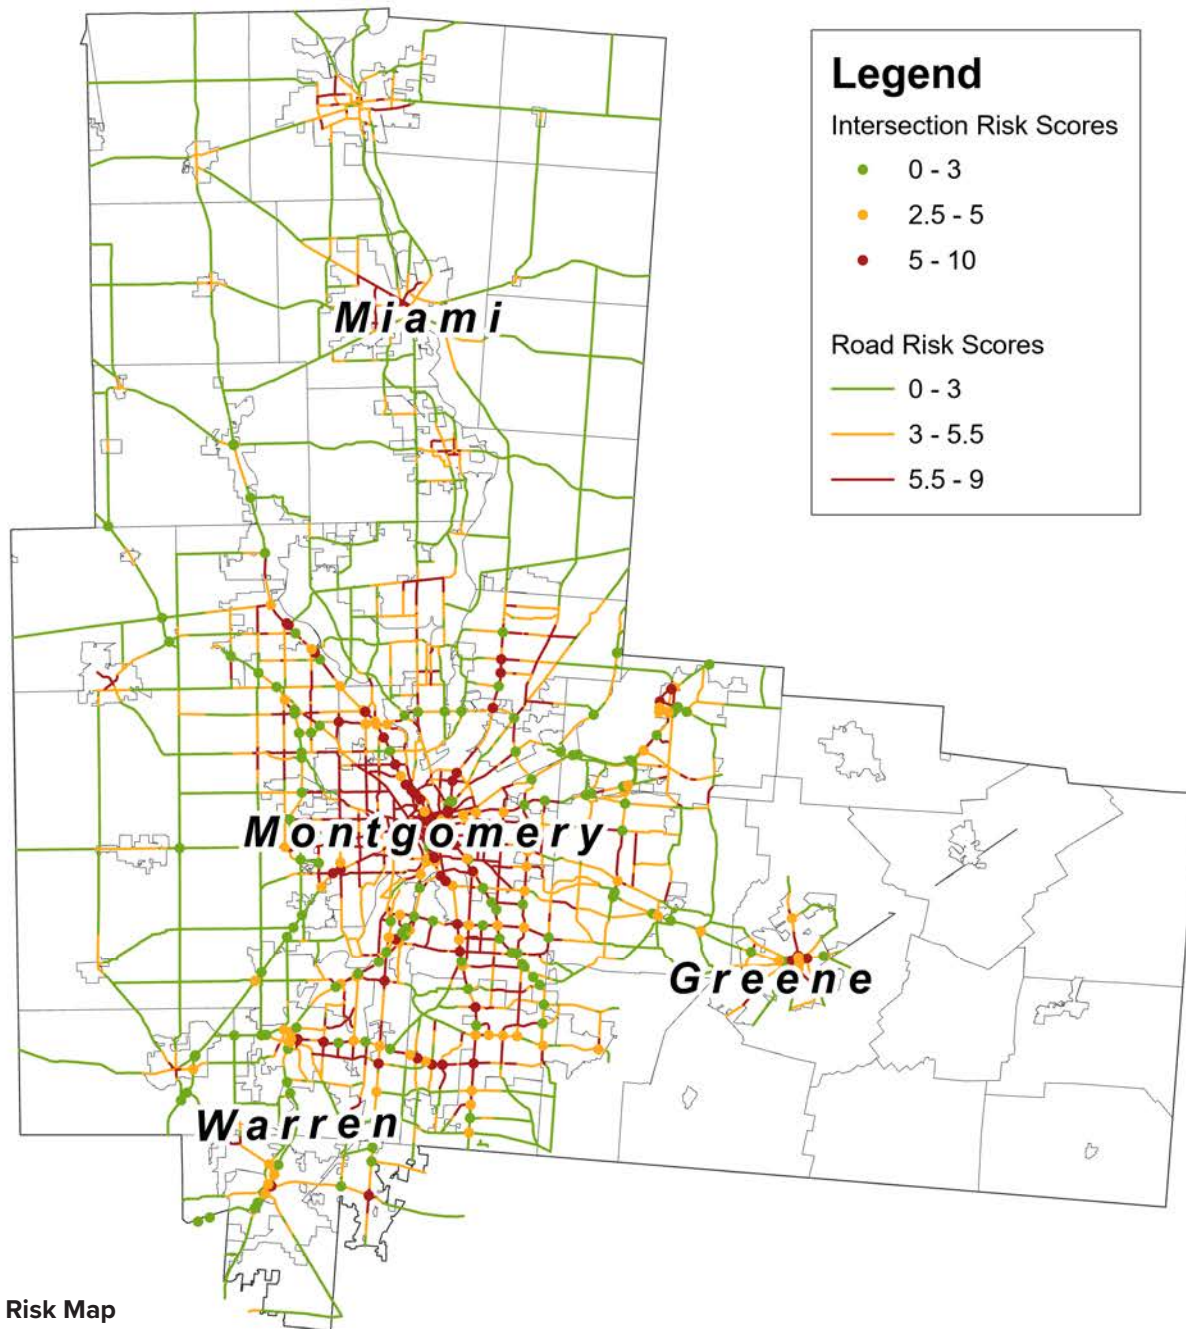 Legend
Intersection Risk Scores
0 - 3
2.5 - 5
5 - 10
Road Risk Scores
0 - 3
3 - 5.5
5.5 - 9
Miami
Montgomery
Greene
Warren
Risk Map